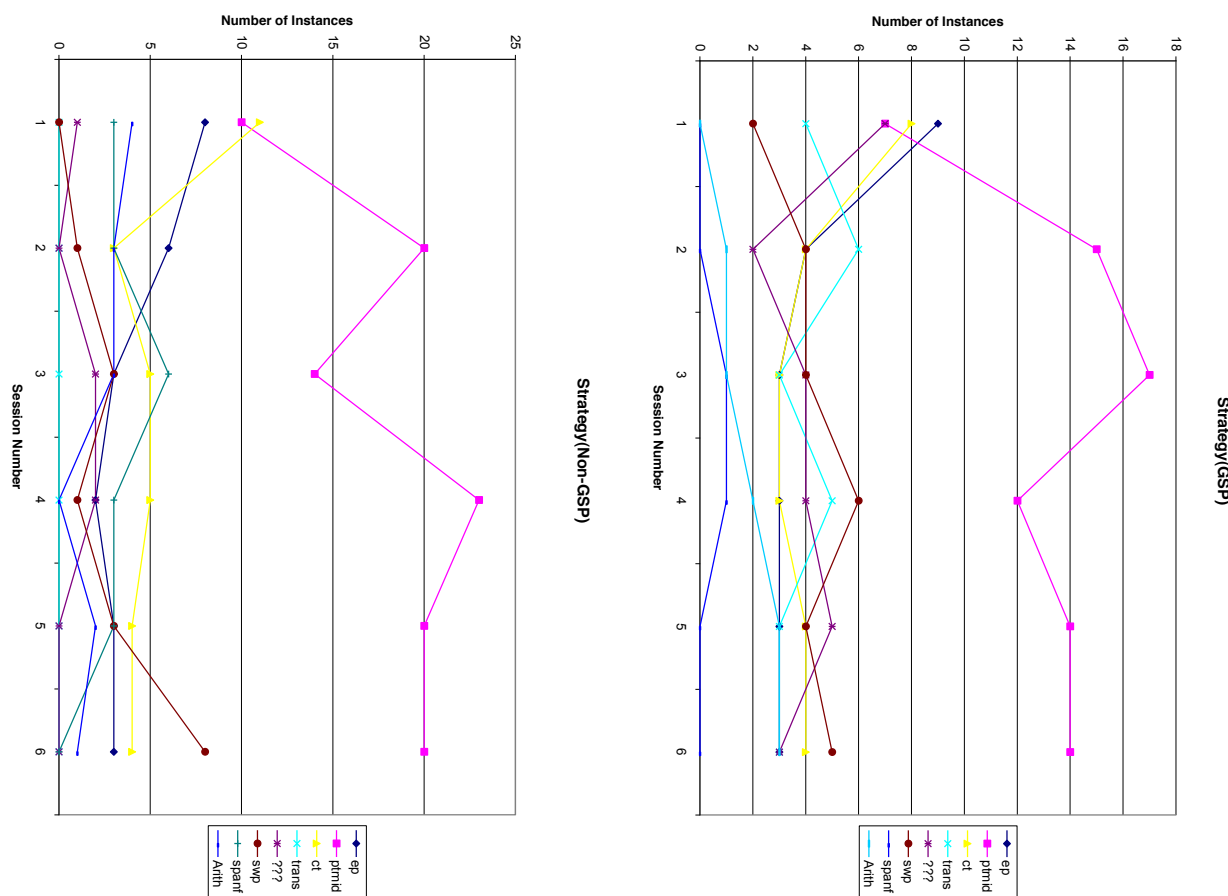 Strategy(GSP)
Number of Instances
18
16
14
12
10
8
6
4
2
0
1 2 3 4 5 6
Session Number
ep
ptmid
ct
trans
???
swp
spanf
Arith
Strategy(Non-GSP)
Number of Instances
25
20
15
10
5
0
1 2 3 4 5 6
Session Number
ep
ptmid
ct
trans
???
swp
spanf
Arith